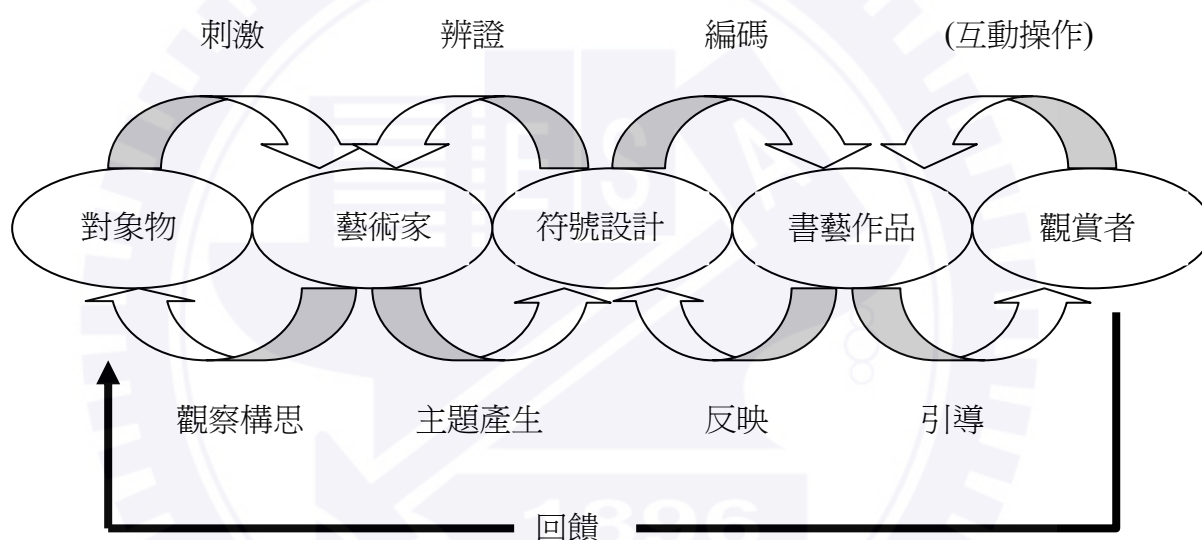 刺激 辨證 編碼 (互動操作)
對象物 藝術家 符號設計 書藝作品 觀賞者
觀察構思 主題產生 反映 引導
回饋
ES A
1896